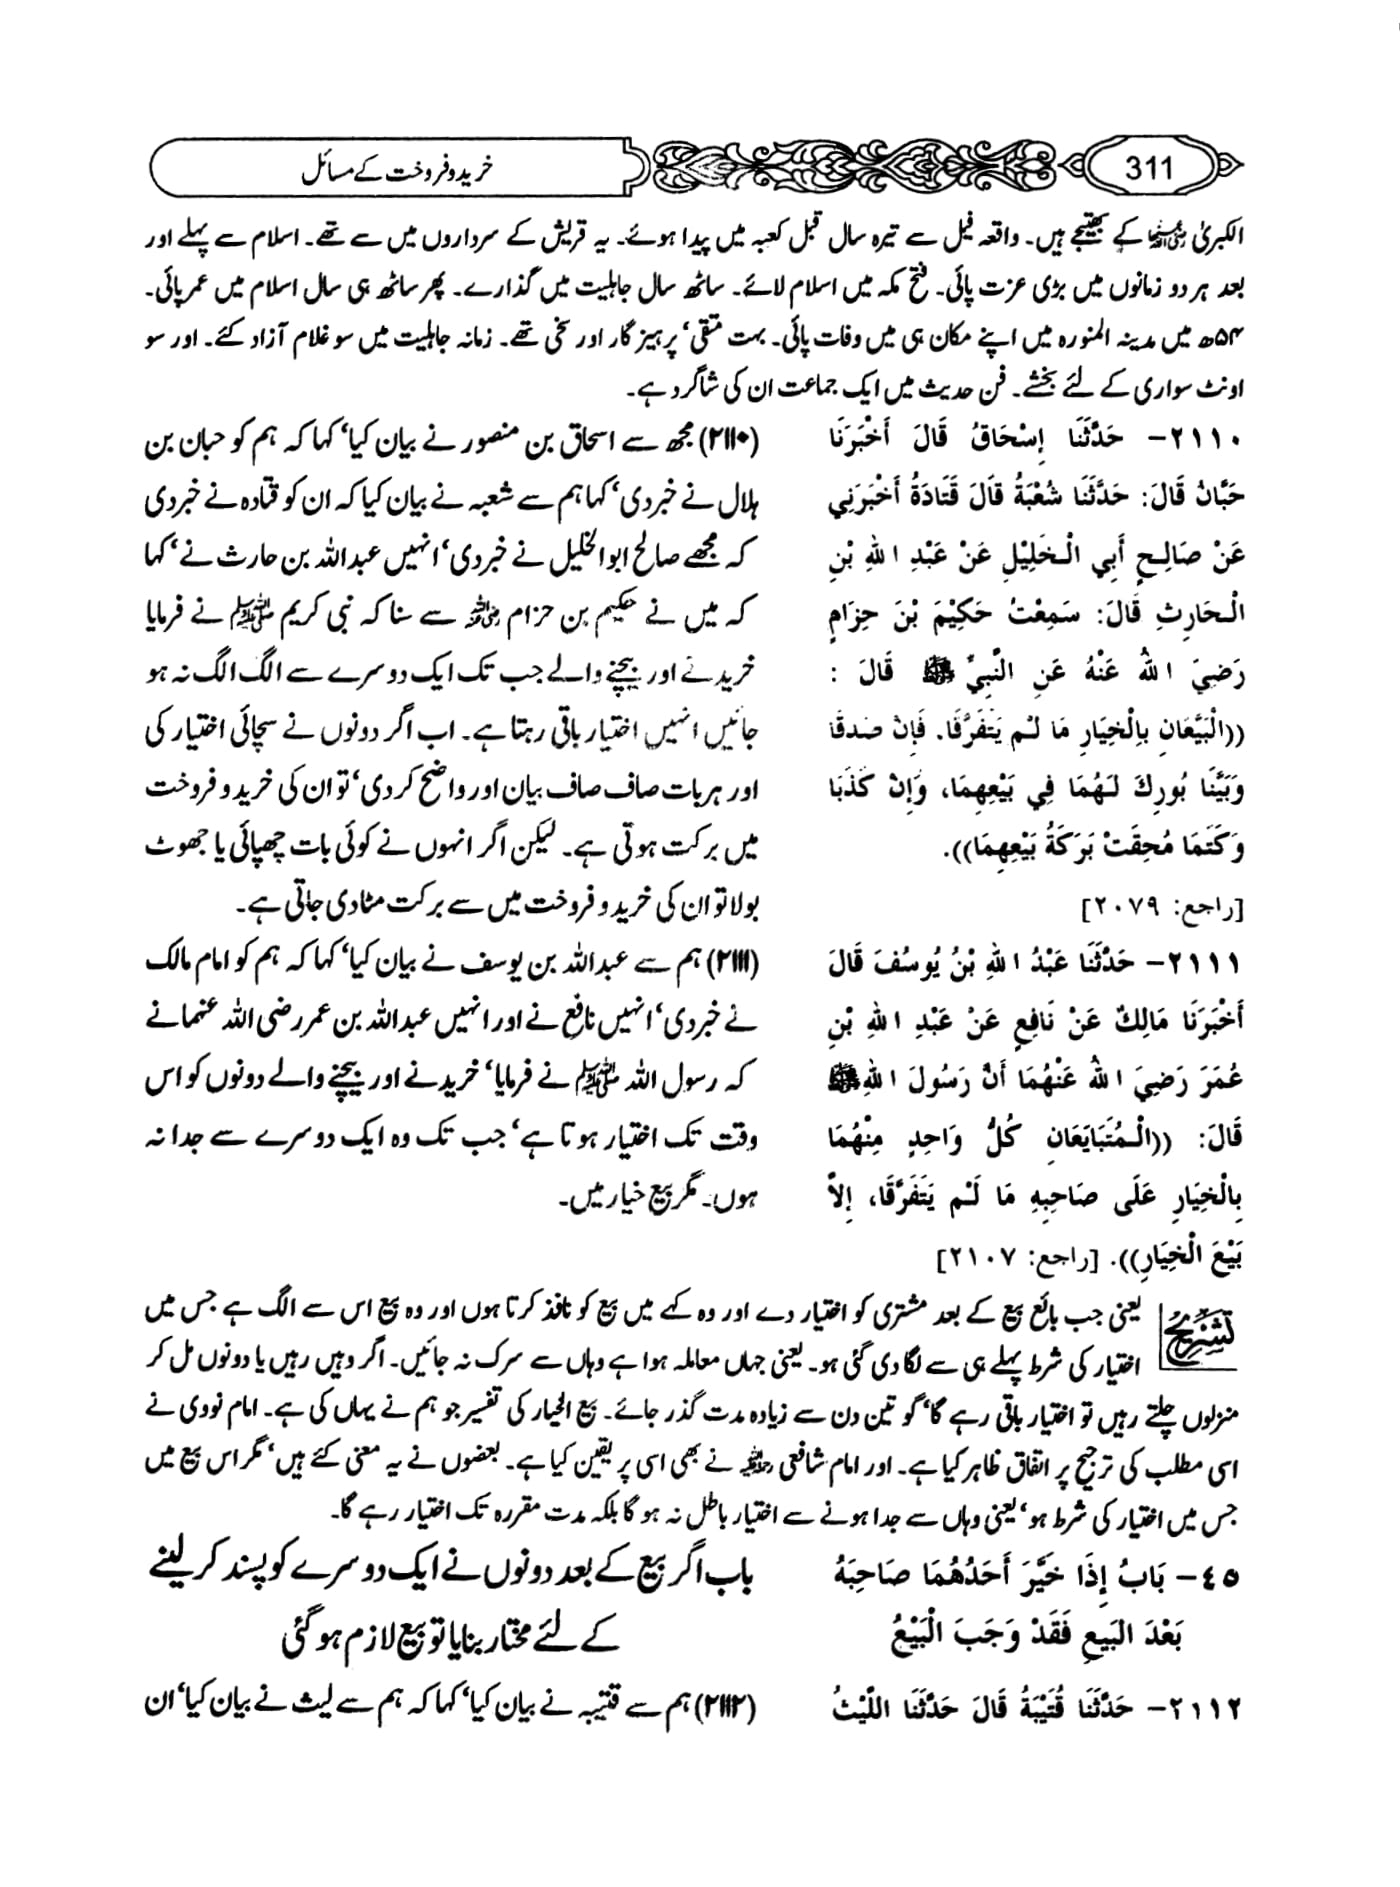 311
خرید و فروخت کے مسائل
الکبریٰ رضی اللہ عنہا کے بھتیجے ہیں۔ واقعہ فیل سے تیرہ سال قبل کعبہ میں پیدا ہوئے۔ یہ قریش کے سرداروں میں سے تھے۔ اسلام سے پہلے اور
بعد ہر دو زمانوں میں بڑی عزت پائی۔ فتح مکہ میں اسلام لائے۔ ساٹھ سال جاہلیت میں گذارے۔ پھر ساٹھ ہی سال اسلام میں عمر پائی۔
۵۴ھ میں مدینہ المنورہ میں اپنے مکان ہی میں وفات پائی۔ بہت متقی‘ پرہیز گار اور سخی تھے۔ زمانہ جاہلیت میں سو غلام آزاد کئے۔ اور سو
اونٹ سواری کے لئے بخشے۔ فن حدیث میں ایک جماعت ان کی شاگرد ہے۔
۲۱۱۰- حَدَّثَنَا إِسْحَاقُ قَالَ أَخْبَرَنَا
حَبَّانُ قَالَ: حَدَّثَنَا شُعْبَةُ قَالَ قَتَادَةُ أَخْبَرَنِي
عَنْ صَالِحٍ أَبِي الْخَلِيْلِ عَنْ عَبْدِ اللهِ بْنِ
الْحَارِثِ قَالَ: سَمِعْتُ حَكِيْمَ بْنَ حِزَامٍ
رَضِيَ اللهُ عَنْهُ عَنِ النَّبِيِّ ﷺ قَالَ :
((الْبَيِّعَانِ بِالْخِيَارِ مَا لَمْ يَتَفَرَّقَا. فَإِنْ صَدَقَا
وَبَيَّنَا بُورِكَ لَهُمَا فِي بَيْعِهِمَا، وَإِنْ كَذَبَا
وَكَتَمَا مُحِقَتْ بَرَكَةُ بَيْعِهِمَا)).
[راجع: ۲۰۷۹]
(۲۱۱۰) مجھ سے اسحاق بن منصور نے بیان کیا‘ کہا کہ ہم کو حبان بن
ہلال نے خبر دی‘ کہا ہم سے شعبہ نے بیان کیا کہ ان کو قتادہ نے خبر دی
کہ مجھے صالح ابو الخلیل نے خبر دی‘ انہیں عبداللہ بن حارث نے‘ کہا
کہ میں نے حکیم بن حزام رضی اللہ عنہ سے سنا کہ نبی کریم ﷺ نے فرمایا
خریدنے اور بیچنے والے جب تک ایک دوسرے سے الگ الگ نہ ہو
جائیں انہیں اختیار باقی رہتا ہے۔ اب اگر دونوں نے سچائی اختیار کی
اور ہر بات صاف صاف بیان اور واضح کر دی‘ تو ان کی خرید و فروخت
میں برکت ہوتی ہے۔ لیکن اگر انہوں نے کوئی بات چھپائی یا جھوٹ
بولا تو ان کی خرید و فروخت میں سے برکت مٹا دی جاتی ہے۔
۲۱۱۱- حَدَّثَنَا عَبْدُ اللهِ بْنُ يُوسُفَ قَالَ
أَخْبَرَنَا مَالِكٌ عَنْ نَافِعٍ عَنْ عَبْدِ اللهِ بْنِ
عُمَرَ رَضِيَ اللهُ عَنْهُمَا أَنَّ رَسُولَ اللهِ ﷺ
قَالَ: ((الْمُتَبَايِعَانِ كُلُّ وَاحِدٍ مِنْهُمَا
بِالْخِيَارِ عَلَى صَاحِبِهِ مَا لَمْ يَتَفَرَّقَا، إِلاَّ
بَيْعَ الْخِيَارِ)). [راجع: ۲۱۰۷]
(۲۱۱۱) ہم سے عبداللہ بن یوسف نے بیان کیا‘ کہا کہ ہم کو امام مالک
نے خبر دی‘ انہیں نافع نے اور انہیں عبداللہ بن عمر رضی اللہ عنہما نے
کہ رسول اللہ ﷺ نے فرمایا‘ خریدنے اور بیچنے والے دونوں کو اس
وقت تک اختیار ہوتا ہے‘ جب تک وہ ایک دوسرے سے جدا نہ
ہوں۔ مگر بیع خیار میں۔
تشریح یعنی جب بائع بیع کے بعد مشتری کو اختیار دے اور وہ کہے میں بیع کو نافذ کرتا ہوں اور وہ بیع اس سے الگ ہے جس میں
اختیار کی شرط پہلے ہی سے لگا دی گئی ہو۔ یعنی جہاں معاملہ ہوا ہے وہاں سے سرک نہ جائیں۔ اگر وہیں رہیں یا دونوں مل کر
منزلوں چلتے رہیں تو اختیار باقی رہے گا‘ گو تین دن سے زیادہ مدت گذر جائے۔ بیع الخیار کی تفسیر جو ہم نے یہاں کی ہے۔ امام نووی نے
اسی مطلب کی ترجیح پر اتفاق ظاہر کیا ہے۔ اور امام شافعی رحمہ اللہ نے بھی اسی پر یقین کیا ہے۔ بعضوں نے یہ معنی کئے ہیں‘ مگر اس بیع میں
جس میں اختیار کی شرط ہو‘ یعنی وہاں سے جدا ہونے سے اختیار باطل نہ ہو گا بلکہ مدت مقررہ تک اختیار رہے گا۔
٤٥- بَابُ إِذَا خَيَّرَ أَحَدُهُمَا صَاحِبَهُ
بَعْدَ الْبَيعِ فَقَدْ وَجَبَ الْبَيْعُ
باب اگر بیع کے بعد دونوں نے ایک دوسرے کو پسند کر لینے
کے لئے مختار بنایا تو بیع لازم ہو گئی
۲۱۱۲- حَدَّثَنَا قُتَيْبَةُ قَالَ حَدَّثَنَا اللَّيْثُ
(۲۱۱۲) ہم سے قتیبہ نے بیان کیا‘ کہا کہ ہم سے لیث نے بیان کیا‘ ان